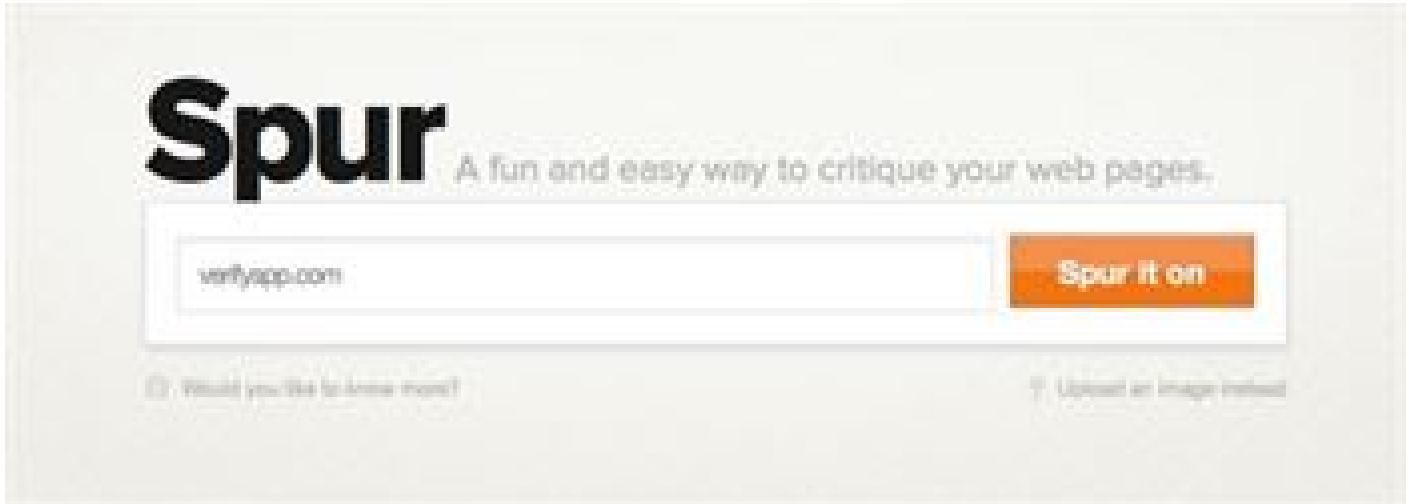 Spur A fun and easy way to critique your web pages.
verifyapp.com Spur it on
Would you like to know more? Upload an image instead